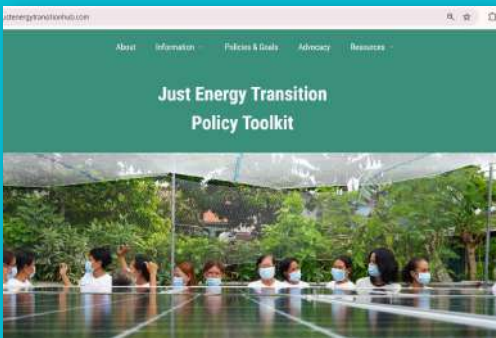 justenergytransitionhub.com
About Information Policies & Goals Advocacy Resources
Just Energy Transition
Policy Toolkit